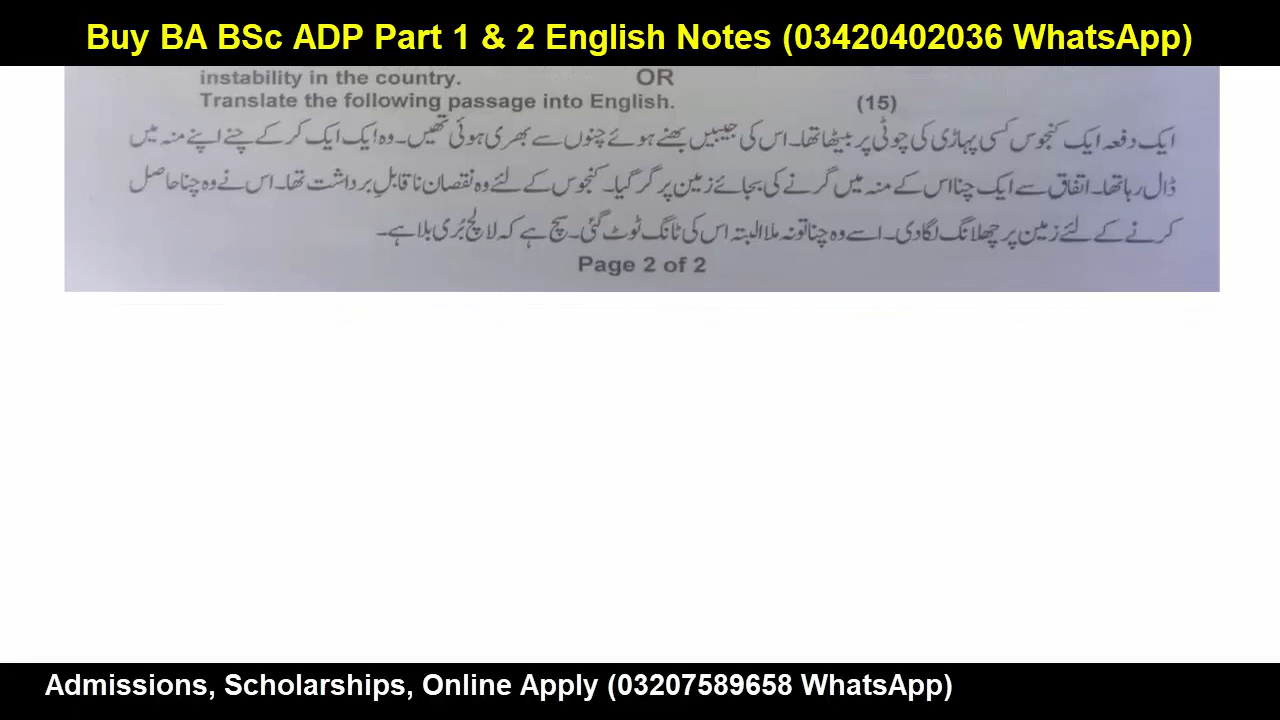 Buy BA BSc ADP Part 1 & 2 English Notes (03420402036 WhatsApp)
instability in the country. OR
Translate the following passage into English. (15)
ایک دفعہ ایک کنجوس کسی پہاڑی کی چوٹی پر بیٹھا تھا۔ اس کی جیبیں بھنے ہوئے چنوں سے بھری ہوئی تھیں۔ وہ ایک ایک کر کے چنے اپنے منہ میں
ڈال رہا تھا۔ اتفاق سے ایک چنا اس کے منہ میں گرنے کی بجائے زمین پر گر گیا۔ کنجوس کے لئے وہ نقصان ناقابلِ برداشت تھا۔ اس نے وہ چنا حاصل
کرنے کے لئے زمین پر چھلانگ لگا دی۔ اسے وہ چنا تو نہ ملا البتہ اس کی ٹانگ ٹوٹ گئی۔ سچ ہے کہ لالچ بُری بلا ہے۔
Page 2 of 2
Admissions, Scholarships, Online Apply (03207589658 WhatsApp)